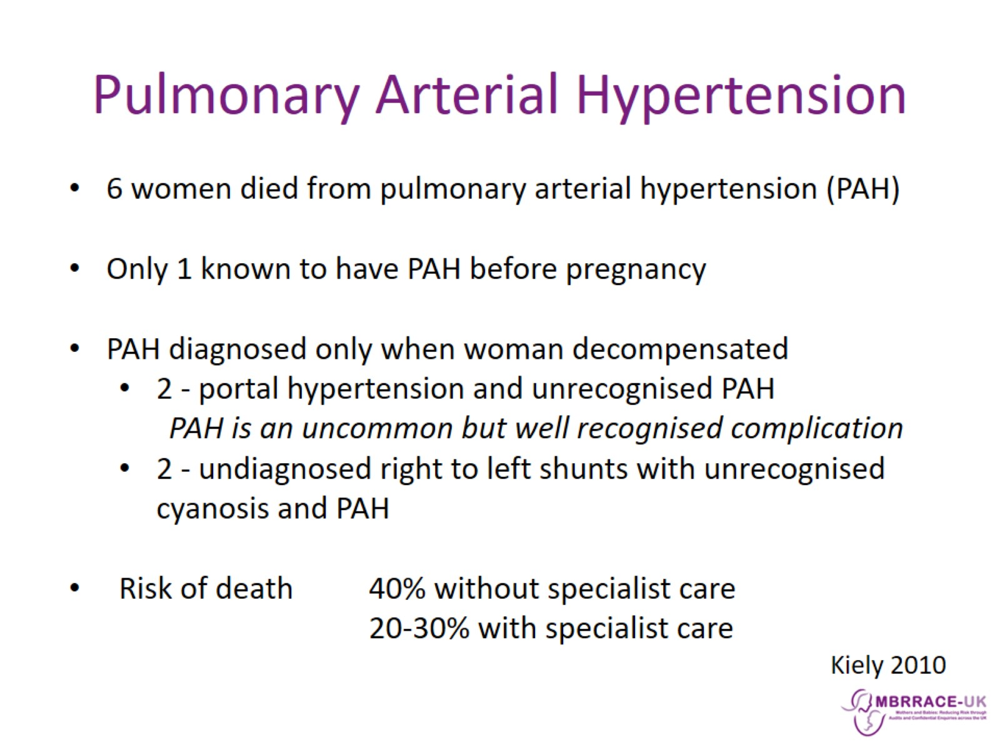 Pulmonary Arterial Hypertension
• 6 women died from pulmonary arterial hypertension (PAH)
• Only 1 known to have PAH before pregnancy
• PAH diagnosed only when woman decompensated
• 2 - portal hypertension and unrecognised PAH
PAH is an uncommon but well recognised complication
• 2 - undiagnosed right to left shunts with unrecognised
cyanosis and PAH
• Risk of death 40% without specialist care
20-30% with specialist care
Kiely 2010
MBRRACE-UK
Mothers and Babies: Reducing Risk through
Audits and Confidential Enquiries across the UK